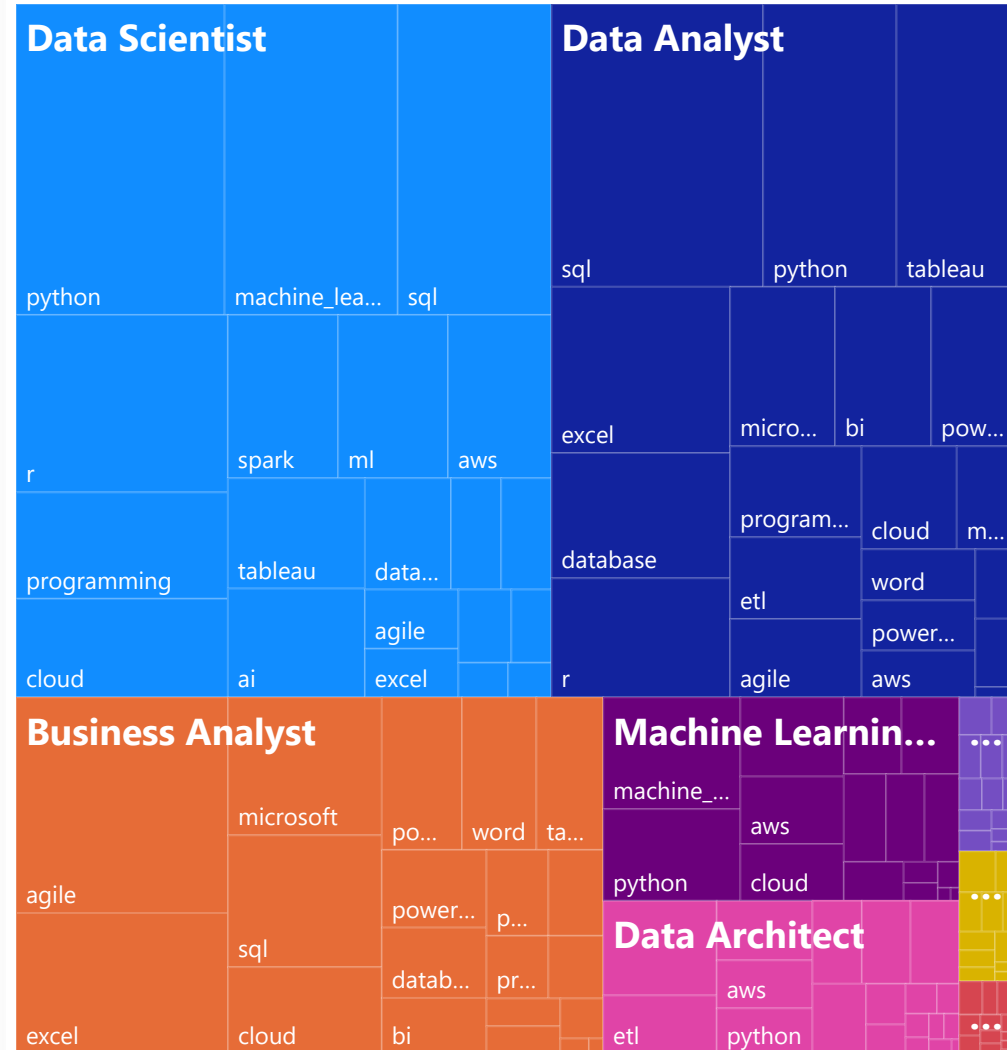 Data Scientist
python
machine_lea...
sql
r
spark
ml
aws
programming
tableau
data...
cloud
ai
agile
excel
Data Analyst
sql
python
tableau
excel
micro...
bi
pow...
database
program...
cloud
m...
etl
word
power...
r
agile
aws
Business Analyst
agile
microsoft
po...
word
ta...
sql
power...
p...
datab...
pr...
excel
cloud
bi
Machine Learnin...
machine_...
aws
python
cloud
Data Architect
aws
etl
python
...
...
...